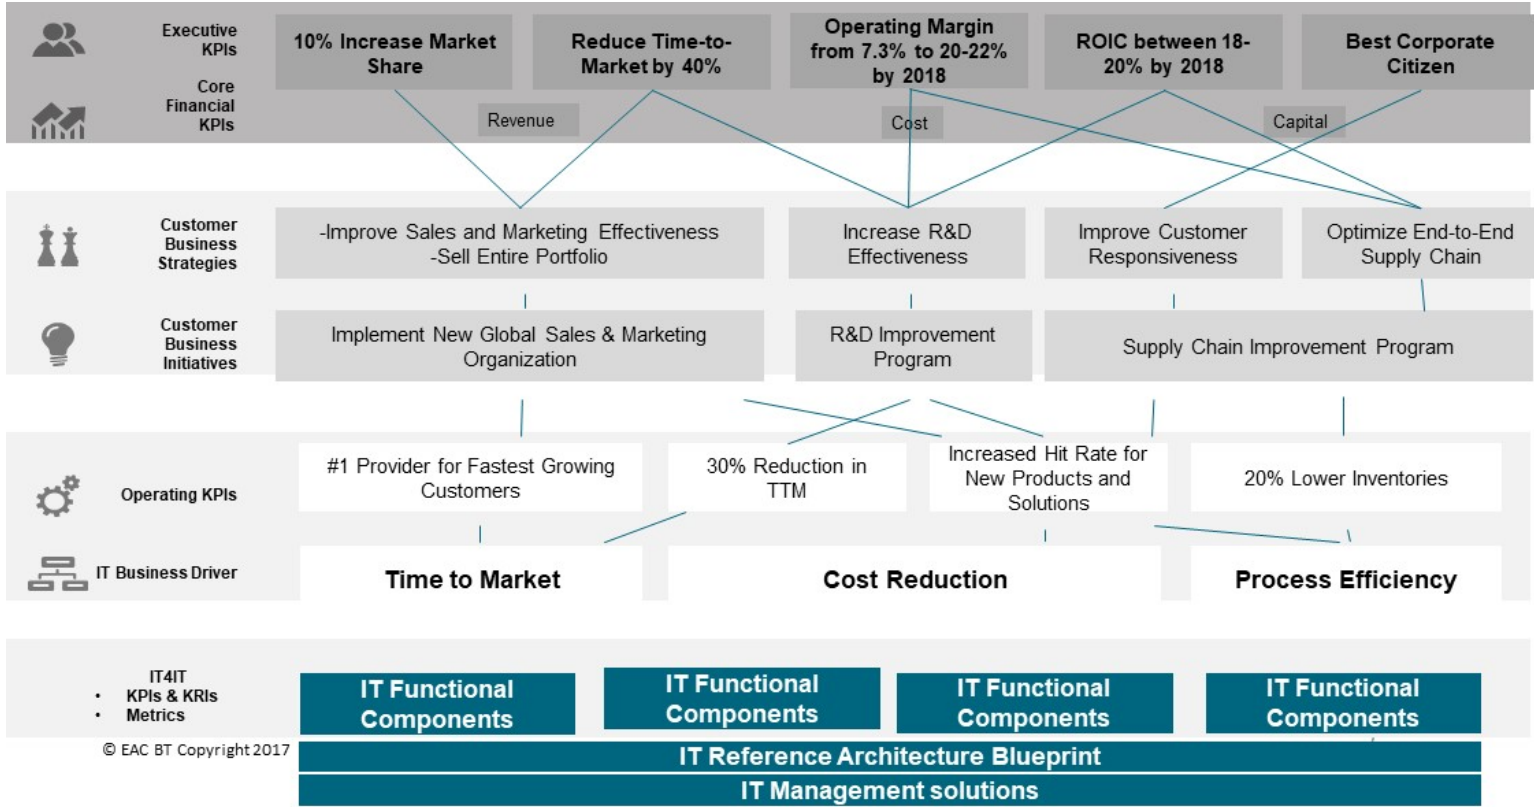 Executive
KPIs
10% Increase Market
Share
Reduce Time-to-
Market by 40%
Operating Margin
from 7.3% to 20-22%
by 2018
ROIC between 18-
20% by 2018
Best Corporate
Citizen
Core
Financial
KPIs
Revenue
Cost
Capital
Customer
Business
Strategies
-Improve Sales and Marketing Effectiveness
-Sell Entire Portfolio
Increase R&D
Effectiveness
Improve Customer
Responsiveness
Optimize End-to-End
Supply Chain
Customer
Business
Initiatives
Implement New Global Sales & Marketing
Organization
R&D Improvement
Program
Supply Chain Improvement Program
Operating KPIs
#1 Provider for Fastest Growing
Customers
30% Reduction in
TTM
Increased Hit Rate for
New Products and
Solutions
20% Lower Inventories
IT Business Driver
Time to Market
Cost Reduction
Process Efficiency
IT4IT
• KPIs & KRIs
• Metrics
IT Functional
Components
IT Functional
Components
IT Functional
Components
IT Functional
Components
© EAC BT Copyright 2017
IT Reference Architecture Blueprint
IT Management solutions